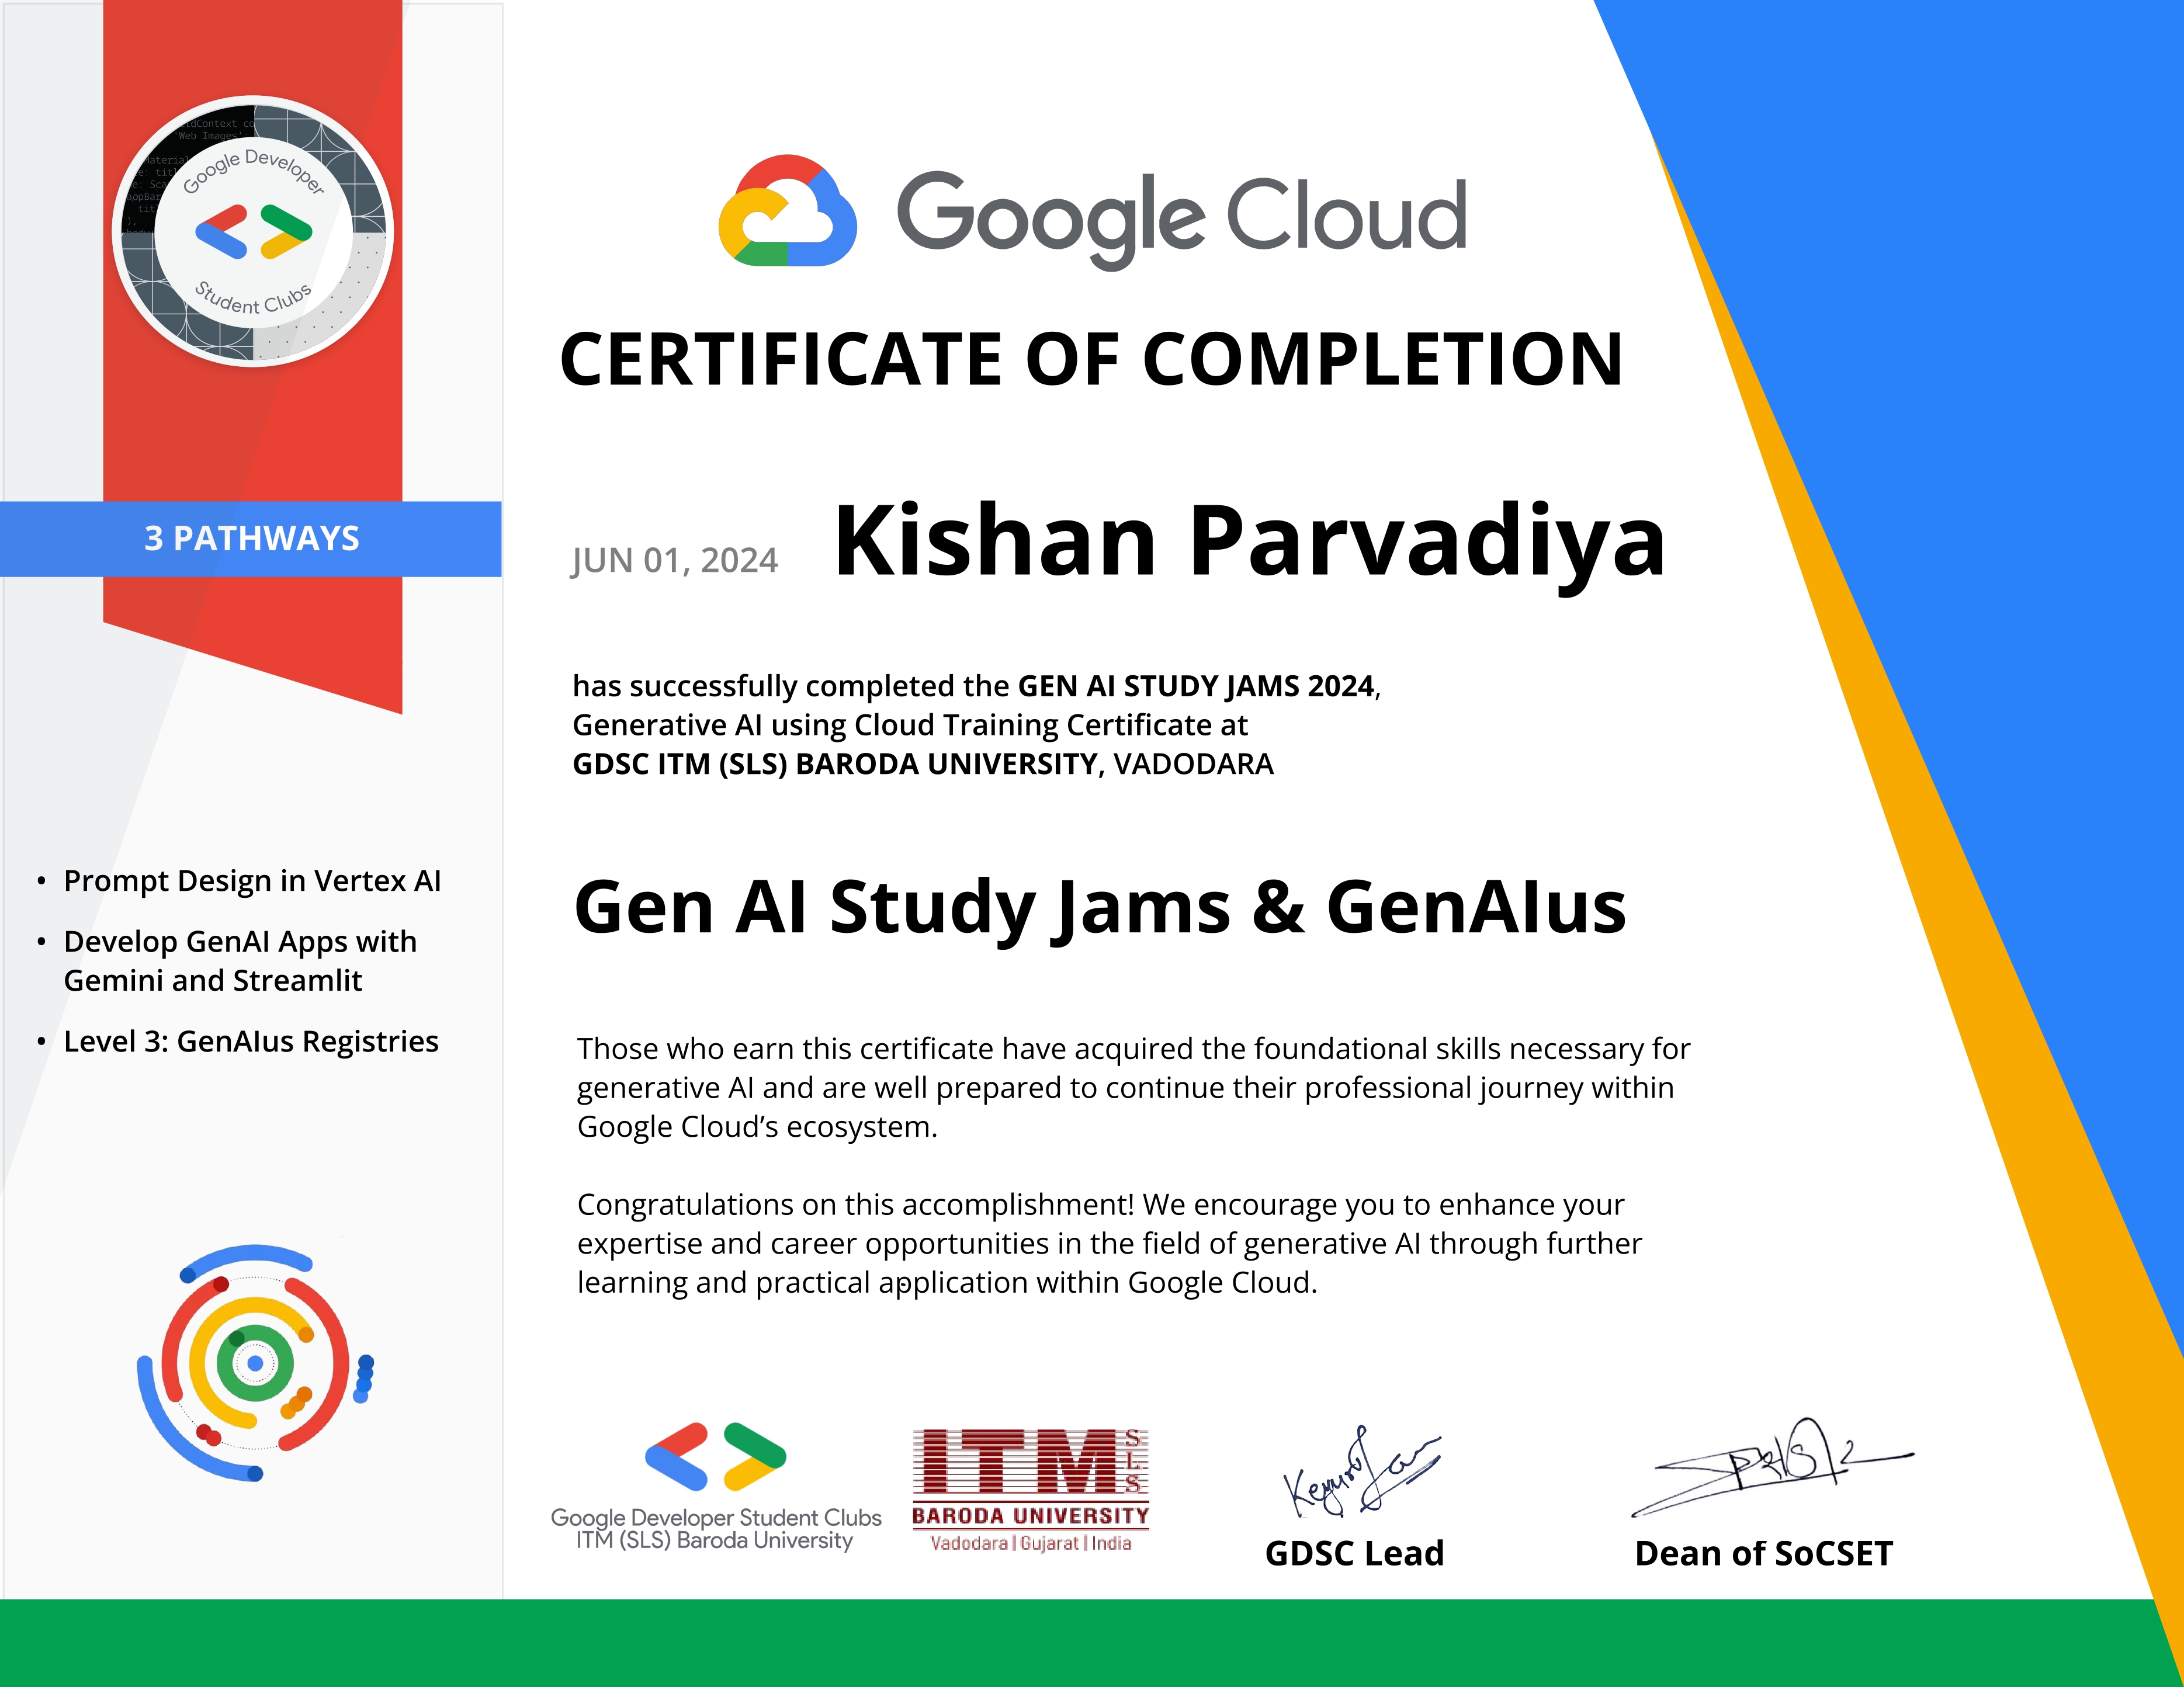 Google Developer
Student Clubs
3 PATHWAYS
• Prompt Design in Vertex AI
• Develop GenAI Apps with
Gemini and Streamlit
• Level 3: GenAIus Registries
Google Cloud
CERTIFICATE OF COMPLETION
JUN 01, 2024 Kishan Parvadiya
has successfully completed the GEN AI STUDY JAMS 2024,
Generative AI using Cloud Training Certificate at
GDSC ITM (SLS) BARODA UNIVERSITY, VADODARA
Gen AI Study Jams & GenAIus
Those who earn this certificate have acquired the foundational skills necessary for
generative AI and are well prepared to continue their professional journey within
Google Cloud’s ecosystem.
Congratulations on this accomplishment! We encourage you to enhance your
expertise and career opportunities in the field of generative AI through further
learning and practical application within Google Cloud.
Google Developer Student Clubs
ITM (SLS) Baroda University
ITM SLS
BARODA UNIVERSITY
Vadodara | Gujarat | India
GDSC Lead
Dean of SoCSET